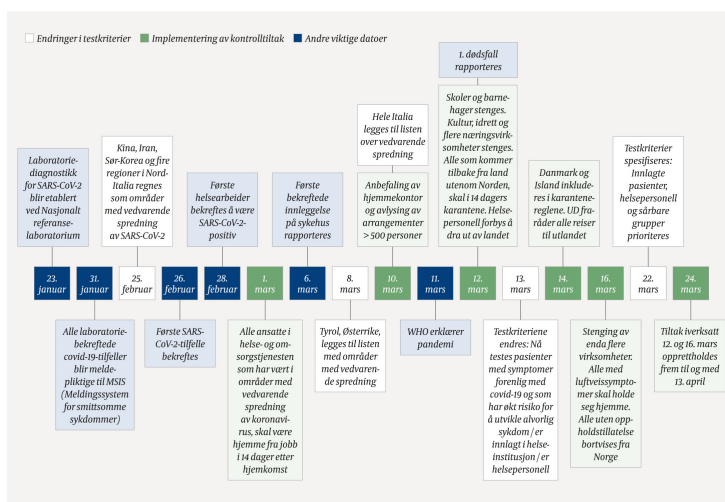 Endringer i testkriterier
Implementering av kontrolltiltak
Andre viktige datoer
Laboratorie-
diagnostikk
for SARS-CoV-2
blir etablert
ved Nasjonalt
referanse-
laboratorium
Kina, Iran,
Sør-Korea og fire
regioner i Nord-
Italia regnes
som områder
med vedvarende
spredning
av SARS-CoV-2
Første
helsearbeider
bekreftes å være
SARS-CoV-2-
positiv
Første
bekreftede
innleggelse
på sykehus
rapporteres
Hele Italia
legges til listen
over vedvarende
spredning
Anbefaling av
hjemmekontor
og avlysing av
arrangementer
> 500 personer
1. dødsfall
rapporteres
Skoler og barne-
hager stenges.
Kultur, idrett og
flere næringsvirk-
somheter stenges.
Alle som kommer
tilbake fra land
utenom Norden,
skal i 14 dagers
karantene. Helse-
personell forbys å
dra ut av landet
Danmark og
Island inklude-
res i karantene-
reglene. UD fra-
råder alle reiser
til utlandet
Testkriterier
spesifiseres:
Innlagte
pasienter,
helsepersonell
og sårbare
grupper
prioriteres
23.
januar
31.
januar
25.
februar
26.
februar
28.
februar
1.
mars
6.
mars
8.
mars
10.
mars
11.
mars
12.
mars
13.
mars
14.
mars
16.
mars
22.
mars
24.
mars
Alle laboratorie-
bekreftede
covid-19-tilfeller
blir melde-
pliktige til MSIS
(Meldingssystem
for smittsomme
sykdommer)
Første SARS-
CoV-2-tilfelle
bekreftes
Alle ansatte i
helse- og om-
sorgstjenesten
som har vært i
områder med
vedvarende
spredning
av korona-
virus, skal være
hjemme fra jobb
i 14 dager etter
hjemkomst
Tyrol, Østerrike,
legges til listen
med områder
med vedvaren-
de spredning
WHO erklærer
pandemi
Testkriteriene
endres: Nå
testes pasienter
med symptomer
forenlig med
covid-19 og som
har økt risiko for
å utvikle alvorlig
sykdom / er
innlagt i helse-
institusjon / er
helsepersonell
Stenging av
enda flere
virksomheter.
Alle med
luftveissympto-
mer skal holde
seg hjemme.
Alle uten opp-
holdstillatelse
bortvises fra
Norge
Tiltak iverksatt
12. og 16. mars
opprettholdes
frem til og med
13. april